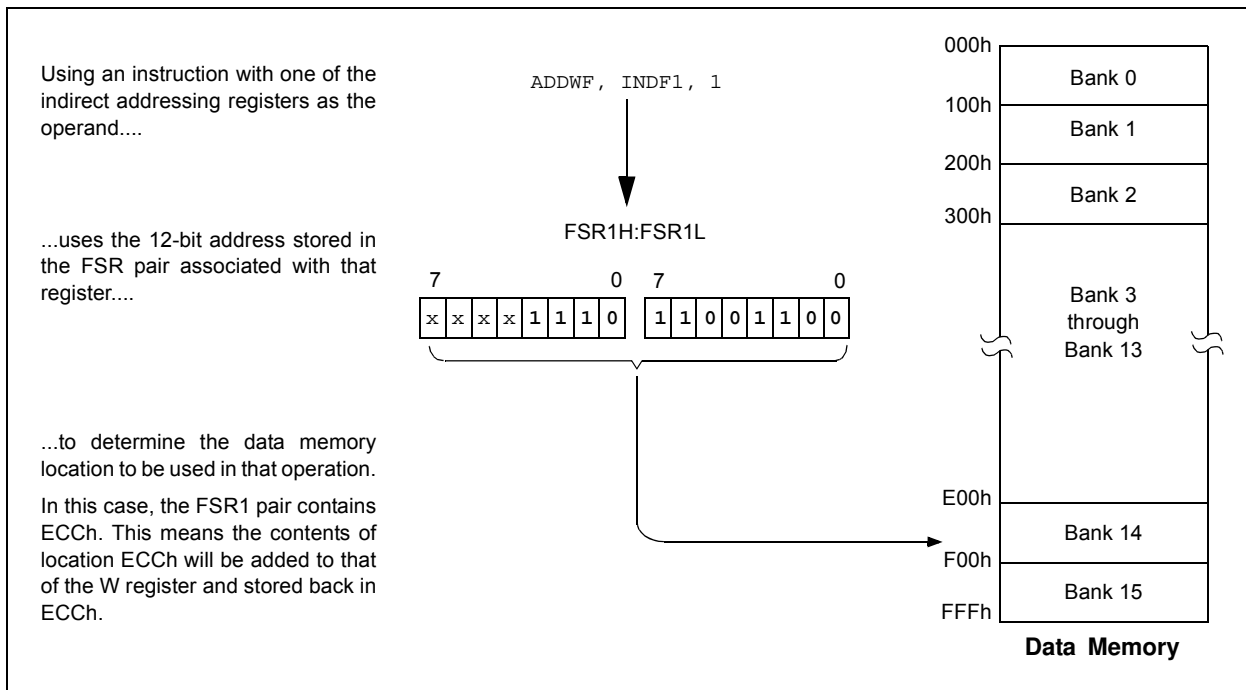 Using an instruction with one of the
indirect addressing registers as the
operand....
ADDWF, INDF1, 1
...uses the 12-bit address stored in
the FSR pair associated with that
register....
FSR1H:FSR1L
7 0 7 0
x x x x 1 1 1 0 1 1 0 0 1 1 0 0
...to determine the data memory
location to be used in that operation.
In this case, the FSR1 pair contains
ECCh. This means the contents of
location ECCh will be added to that
of the W register and stored back in
ECCh.
000h
Bank 0
100h
Bank 1
200h
Bank 2
300h
Bank 3
through
Bank 13
E00h
Bank 14
F00h
Bank 15
FFFh
Data Memory